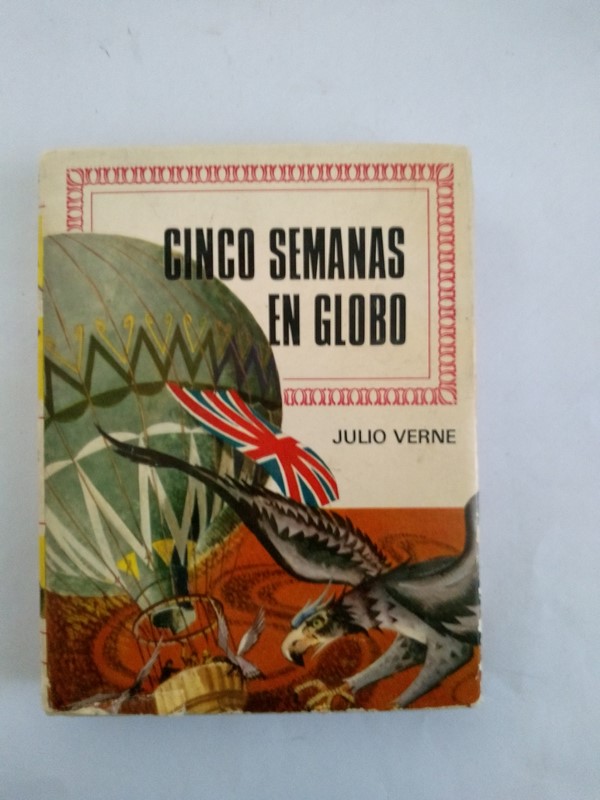 CINCO SEMANAS
EN GLOBO
JULIO VERNE